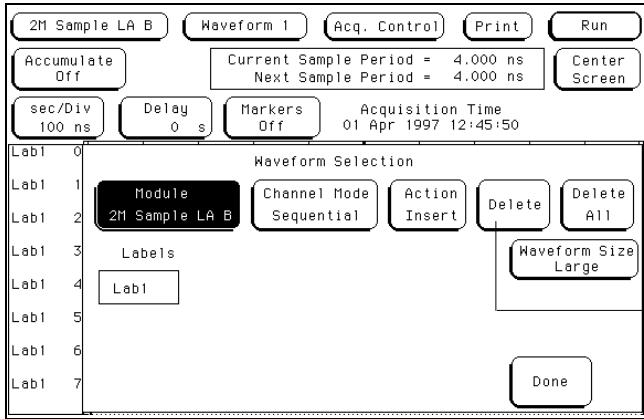 2M Sample LA B Waveform 1 Acq. Control Print Run
Accumulate Off
Current Sample Period = 4.000 ns
Next Sample Period = 4.000 ns
Center Screen
sec/Div 100 ns
Delay 0 s
Markers Off
Acquisition Time
01 Apr 1997 12:45:50
Lab1 0
Lab1 1
Lab1 2
Lab1 3
Lab1 4
Lab1 5
Lab1 6
Lab1 7
Waveform Selection
Module 2M Sample LA B
Channel Mode Sequential
Action Insert
Delete
Delete All
Labels
Waveform Size Large
Lab1
Done